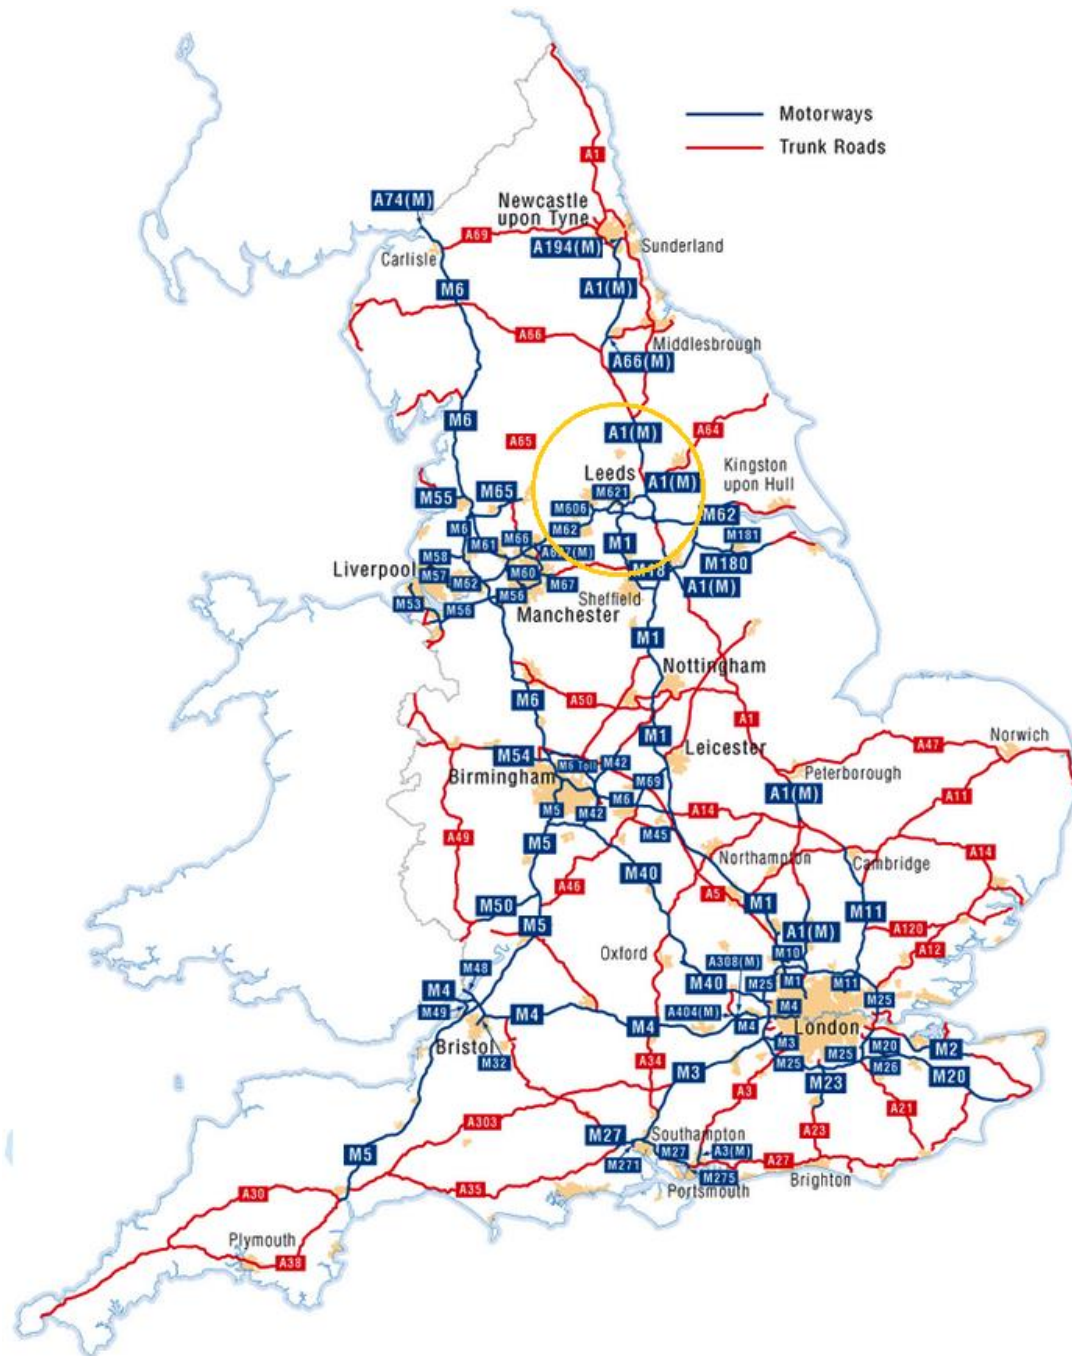 Motorways
Trunk Roads
A1
A74(M)
Newcastle
upon Tyne
A69
A194(M)
Sunderland
Carlisle
M6
A1(M)
A66
Middlesbrough
A66(M)
M6
A1(M)
A64
A65
Leeds
Kingston
upon Hull
A1(M)
M55
M65
M621
M606
M62
M62
M6
M66
M181
M61
M1
M58
A627(M)
M180
Liverpool
M57
M62
M60
M67
M18
A1(M)
M53
M56
M56
Sheffield
Manchester
M1
Nottingham
M6
A50
A1
M1
Leicester
A47
Norwich
M54
M6 Toll
M42
Birmingham
M69
Peterborough
A1(M)
A11
M6
M5
M42
A14
M45
A49
M5
Northampton
Cambridge
A14
M40
A46
A5
M1
M50
M11
M5
A1(M)
A120
A12
Oxford
A308(M)
M10
M48
M40
M25
M1
M11
M4
M25
M49
M4
A404(M)
M4
M4
M4
London
Bristol
M3
M20
M2
M32
A34
M25
M25
M26
M3
M23
M20
A3
A21
A303
A23
M27
Southampton
M5
M27
A3(M)
A27
M271
M275
Brighton
Portsmouth
A30
A35
Plymouth
A38